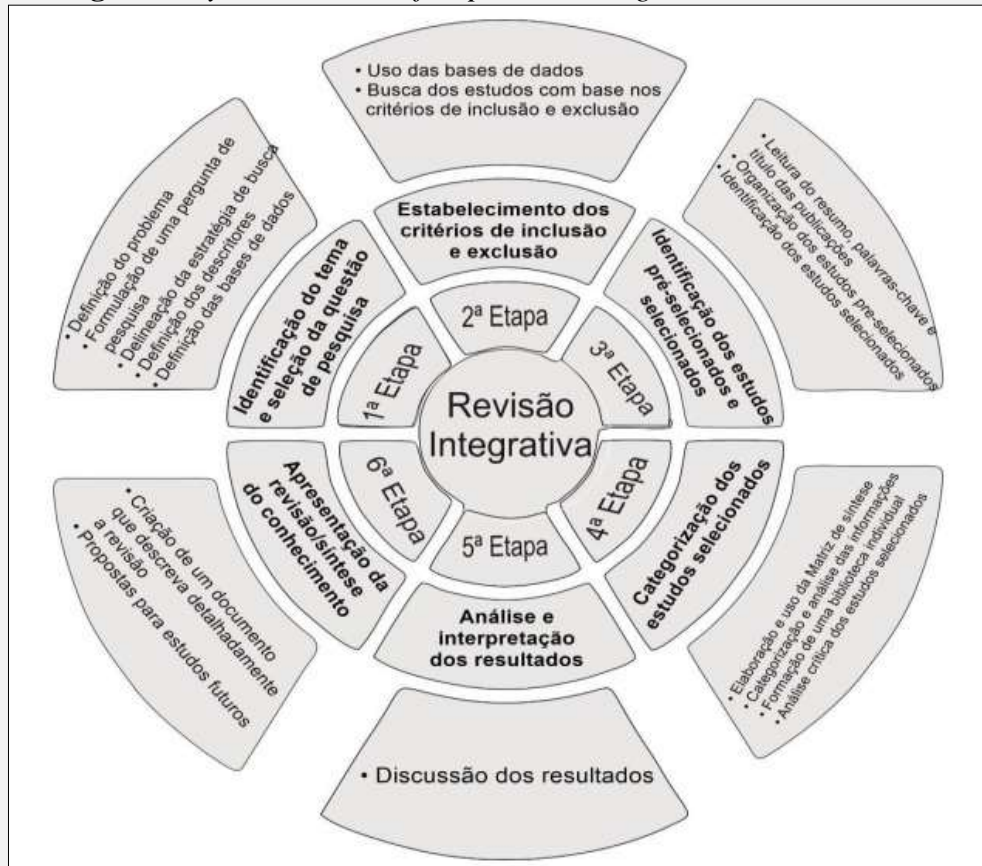 Revisão
Integrativa
1ª Etapa
Identificação do tema
e seleção da questão
de pesquisa
• Definição do problema
• Formulação de uma pergunta de
pesquisa
• Delineação da estratégia de busca
• Definição dos descritores
• Definição das bases de dados
2ª Etapa
Estabelecimento dos
critérios de inclusão
e exclusão
• Uso das bases de dados
• Busca dos estudos com base nos
critérios de inclusão e exclusão
3ª Etapa
Identificação dos estudos
pré-selecionados e
selecionados
• Leitura do resumo, palavras-chave e
título das publicações
• Organização dos estudos pré-selecionados
• Identificação dos estudos selecionados
4ª Etapa
Categorização dos
estudos selecionados
• Elaboração e uso da Matriz de síntese
• Categorização e análise das informações
• Formação de uma biblioteca individual
• Análise crítica dos estudos selecionados
5ª Etapa
Análise e
interpretação
dos resultados
• Discussão dos resultados
6ª Etapa
Apresentação da
revisão/síntese
do conhecimento
• Criação de um documento
que descreva detalhadamente
a revisão
• Propostas para estudos futuros